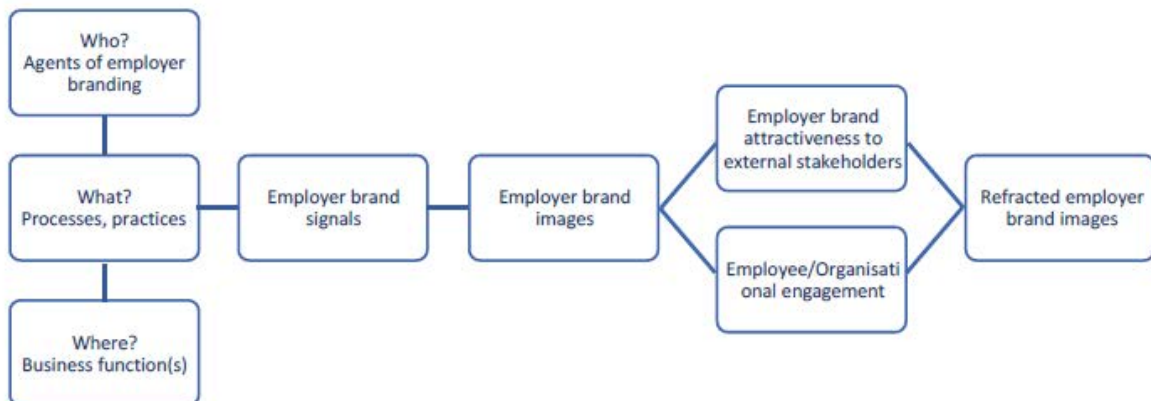 Who?
Agents of employer
branding
What?
Processes, practices
Where?
Business function(s)
Employer brand
signals
Employer brand
images
Employer brand
attractiveness to
external stakeholders
Employee/Organisati
onal engagement
Refracted employer
brand images